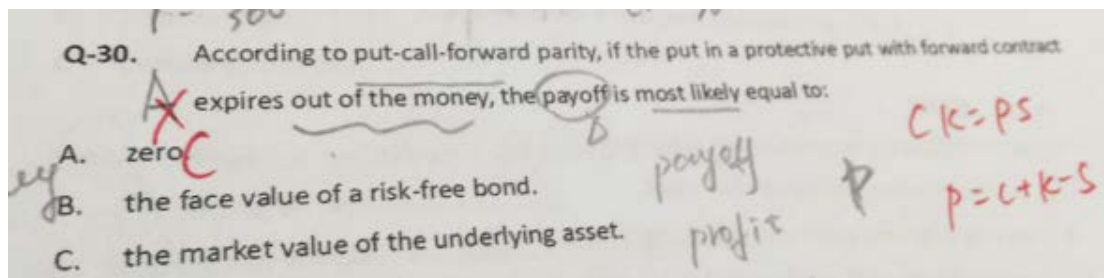 Q-30. According to put-call-forward parity, if the put in a protective put with forward contract
A expires out of the money, the payoff is most likely equal to:
CK=PS
A. zero C
payoff P
P=C+K-S
B. the face value of a risk-free bond.
C. the market value of the underlying asset.
profit